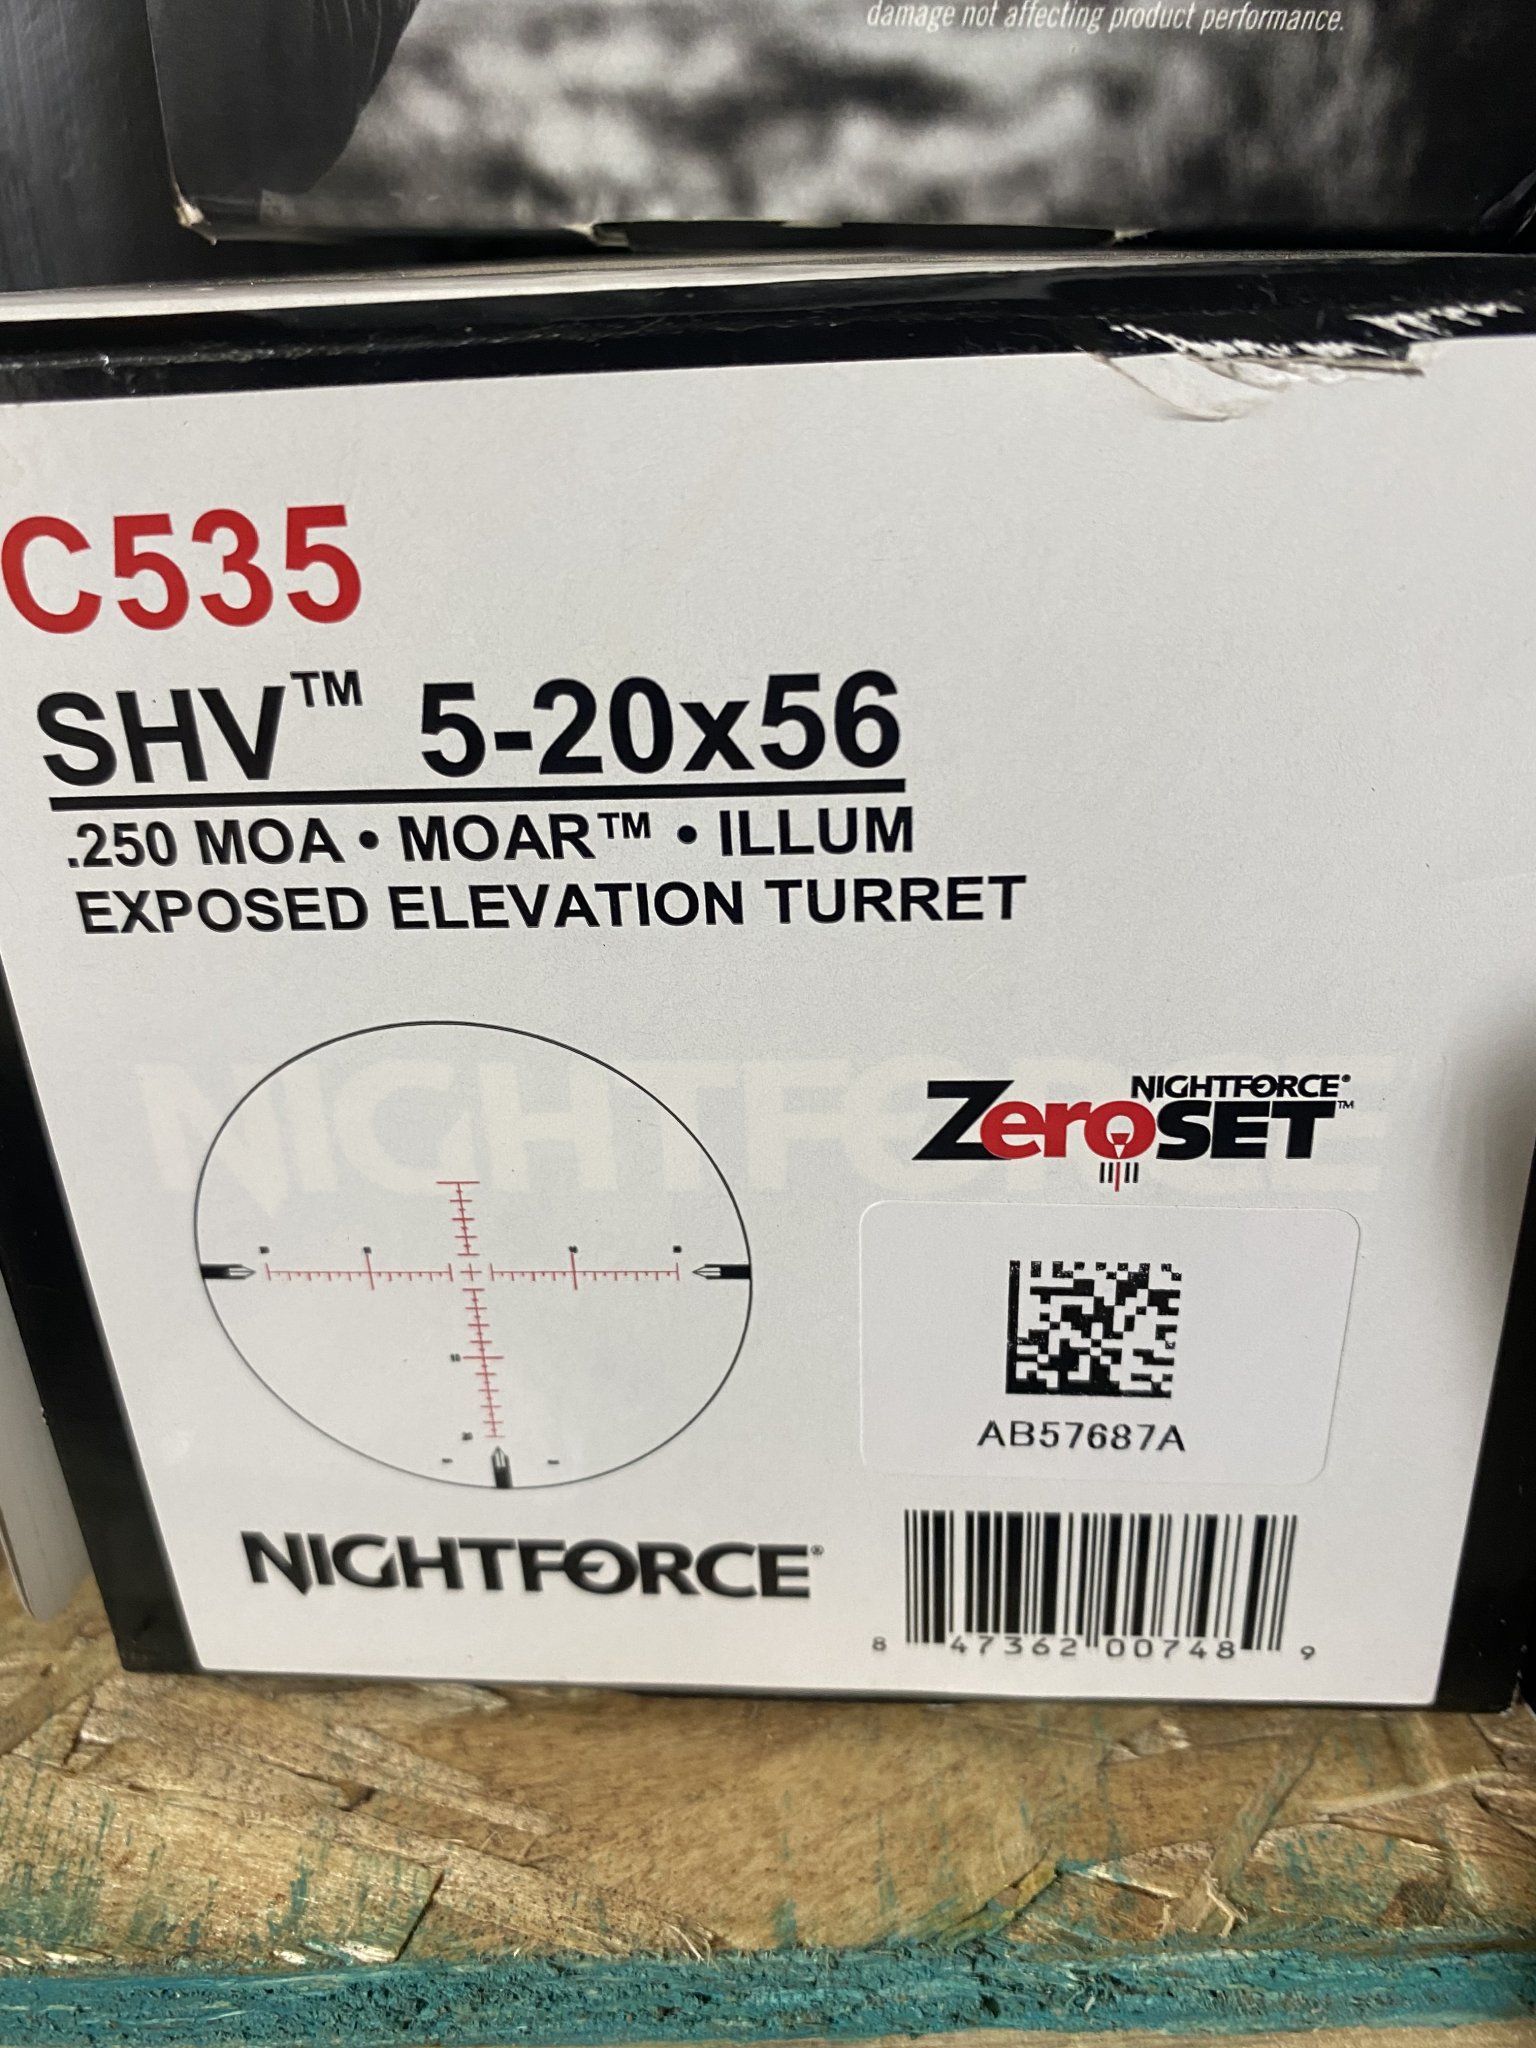 damage not affecting product performance.
C535
SHV™ 5-20x56
.250 MOA • MOAR™ • ILLUM
EXPOSED ELEVATION TURRET
NIGHTFORCE
NIGHTFORCE®
ZeroSET™
AB57687A
NIGHTFORCE®
8 47362 00748 9